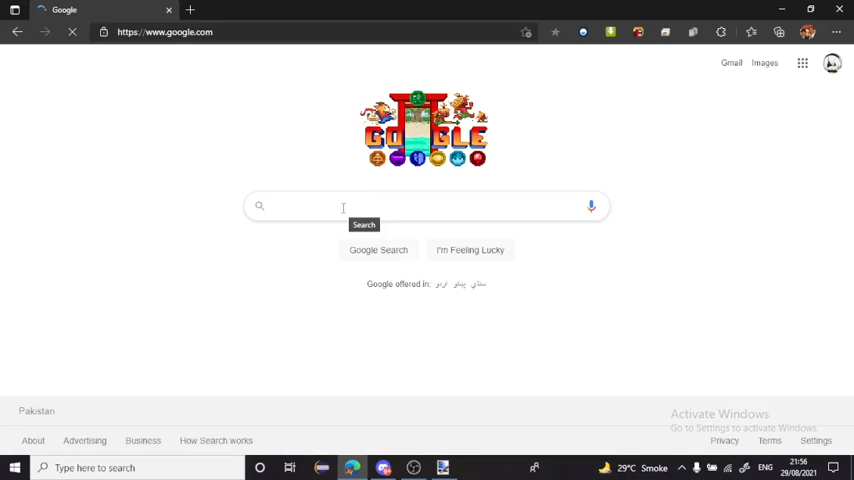 Google
https://www.google.com
Gmail Images
GOOGLE
Search
Google Search I'm Feeling Lucky
Google offered in: اردو پښتو سنڌي
Pakistan
Activate Windows
Go to Settings to activate Windows.
About Advertising Business How Search works Privacy Terms Settings
Type here to search
29°C Smoke ENG 21:56
29/08/2021